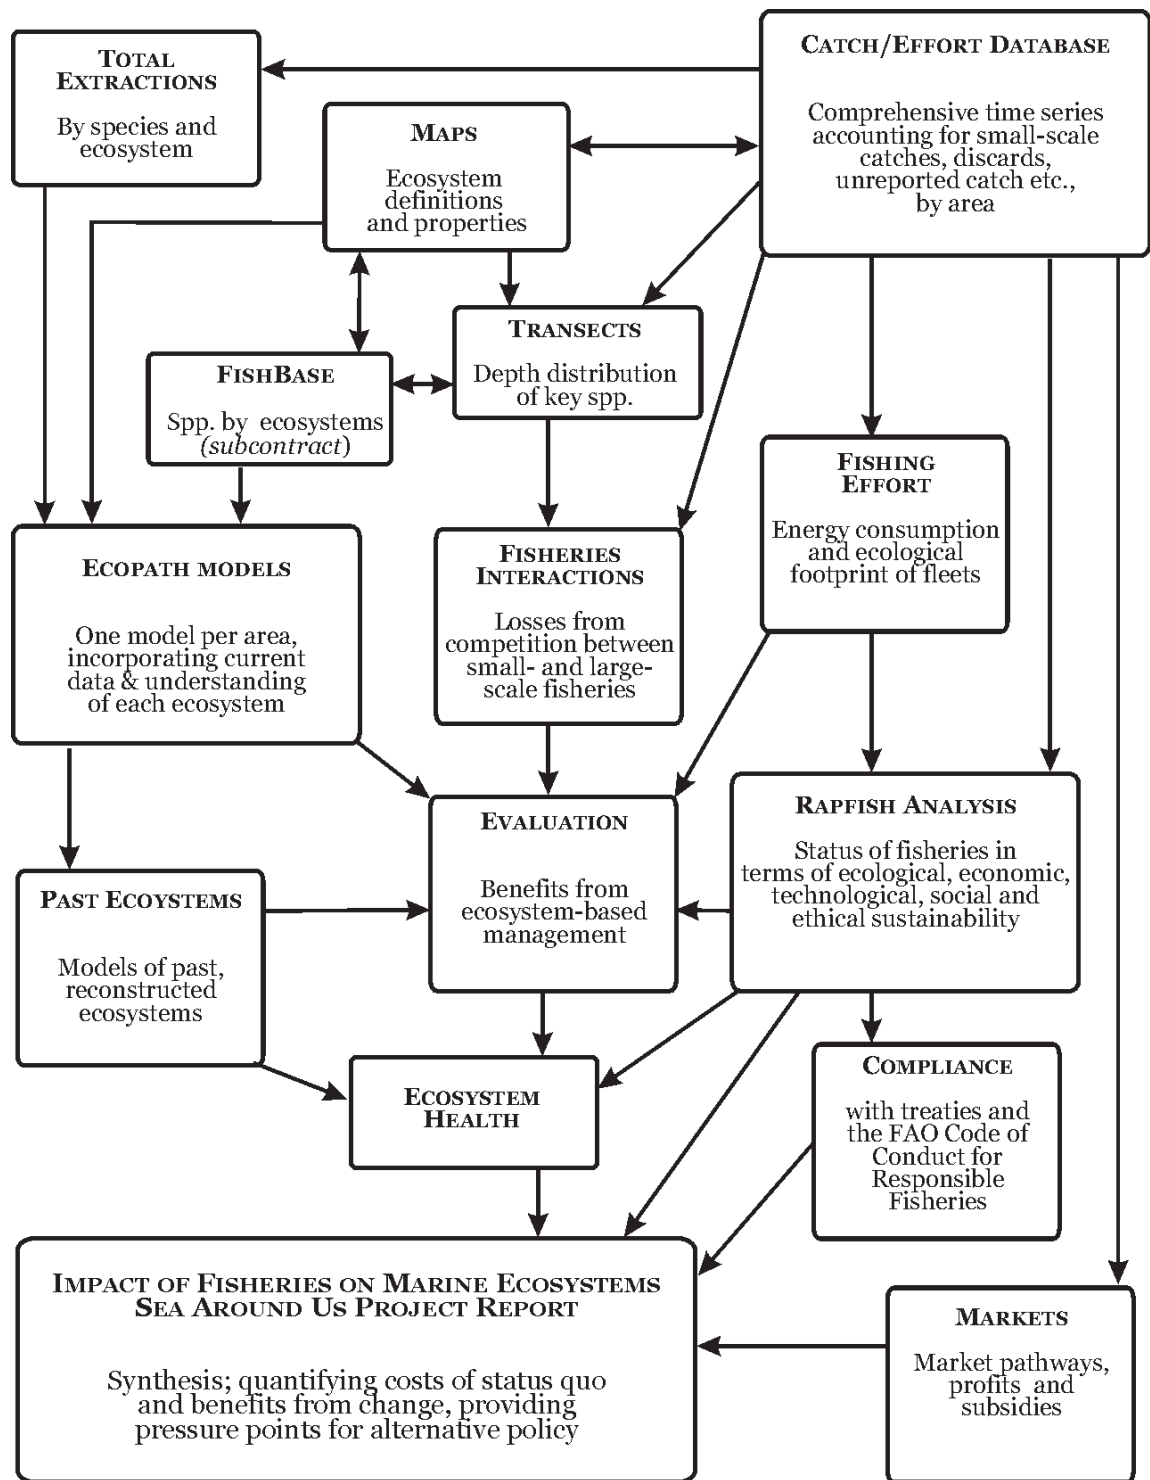 TOTAL
EXTRACTIONS
By species and
ecosystem
CATCH/EFFORT DATABASE
Comprehensive time series
accounting for small-scale
catches, discards,
unreported catch etc.,
by area
MAPS
Ecosystem
definitions
and properties
TRANSECTS
Depth distribution
of key spp.
FISHBASE
Spp. by ecosystems
(subcontract)
FISHING
EFFORT
Energy consumption
and ecological
footprint of fleets
ECOPATH MODELS
One model per area,
incorporating current
data & understanding
of each ecosystem
FISHERIES
INTERACTIONS
Losses from
competition between
small- and large-
scale fisheries
EVALUATION
Benefits from
ecosystem-based
management
RAPFISH ANALYSIS
Status of fisheries in
terms of ecological, economic,
technological, social and
ethical sustainability
PAST ECOYSTEMS
Models of past,
reconstructed
ecosystems
ECOSYSTEM
HEALTH
COMPLIANCE
with treaties and
the FAO Code of
Conduct for
Responsible
Fisheries
IMPACT OF FISHERIES ON MARINE ECOSYSTEMS
SEA AROUND US PROJECT REPORT
Synthesis; quantifying costs of status quo
and benefits from change, providing
pressure points for alternative policy
MARKETS
Market pathways,
profits and
subsidies